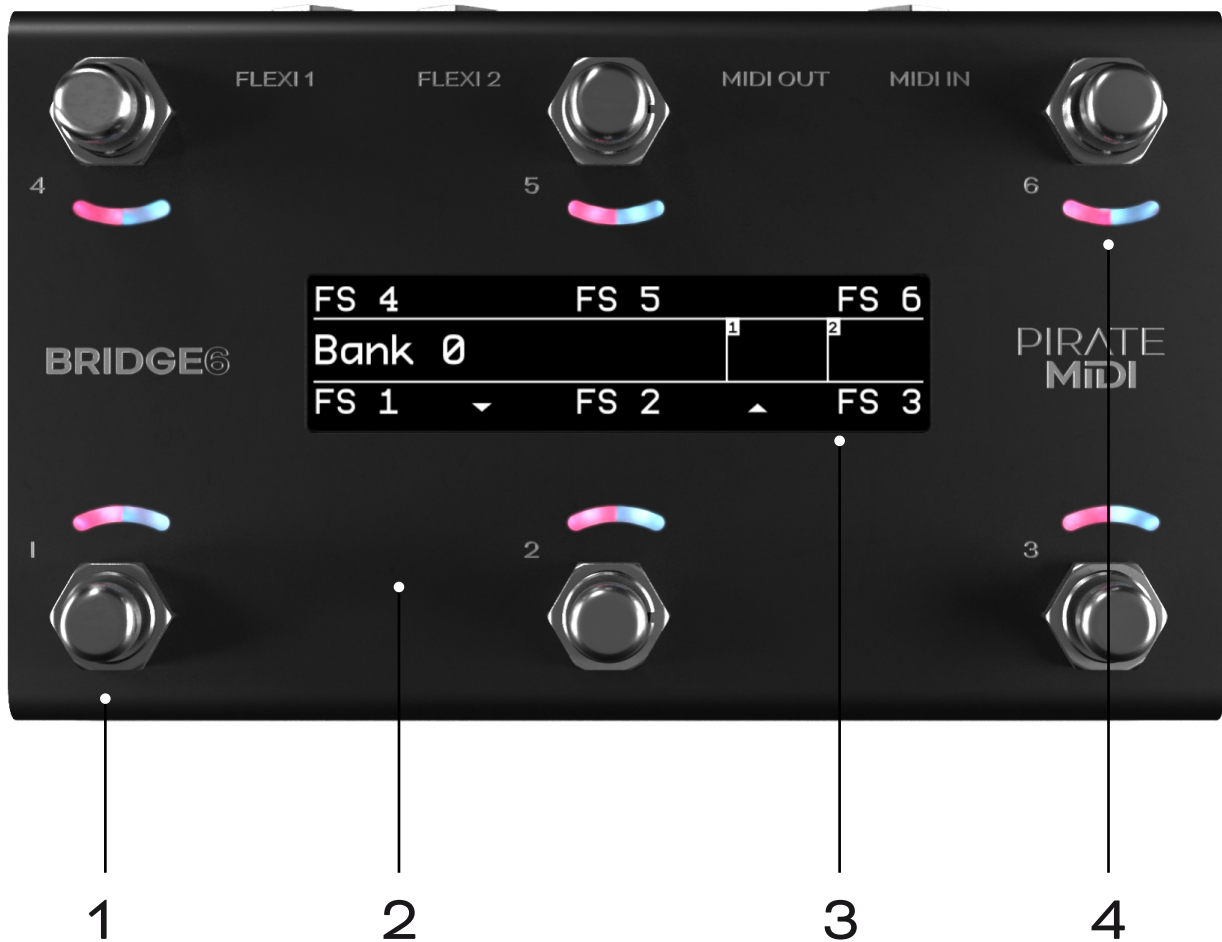 FLEXI 1 FLEXI 2 MIDI OUT MIDI IN
4 5 6
FS 4 FS 5 FS 6
1 2
Bank 0
FS 1 FS 2 FS 3
BRIDGE6
PIRATE
MiDI
1 2 3
1 2 3 4